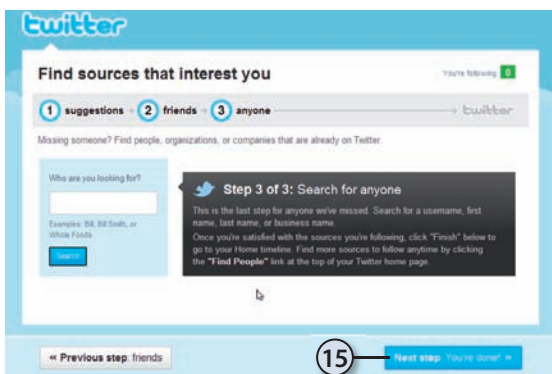 twitter
Find sources that interest you
You're following: 0
1 suggestions 2 friends 3 anyone twitter
Missing someone? Find people, organizations, or companies that are already on Twitter.
Who are you looking for?
Examples: Bill, Bill Smith, or
Whole Foods
Search
Step 3 of 3: Search for anyone
This is the last step for anyone we've missed. Search for a username, first
name, last name, or business name.
Once you're satisfied with the sources you're following, click "Finish" below to
go to your Home timeline. Find more sources to follow anytime by clicking
the "Find People" link at the top of your Twitter home page.
« Previous step: friends
15
Next step: You're done! »